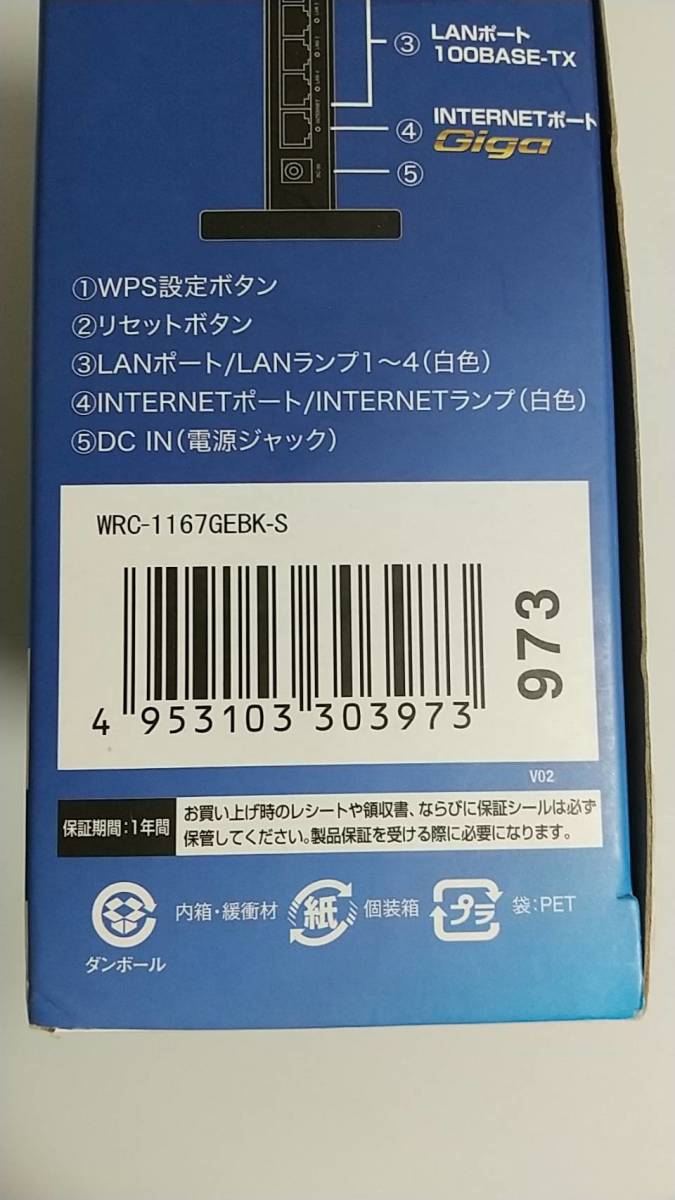 ③ LANポート
100BASE-TX
④ INTERNETポート
Giga
⑤
INTERNET
DC IN
①WPS設定ボタン
②リセットボタン
③LANポート/LANランプ1～4(白色)
④INTERNETポート/INTERNETランプ(白色)
⑤DC IN(電源ジャック)
WRC-1167GEBK-S
973
4 953103 303973
V02
保証期間:1年間
お買い上げ時のレシートや領収書、ならびに保証シールは必ず
保管してください。製品保証を受ける際に必要になります。
ダンボール
内箱・緩衝材
紙
個装箱
プラ
袋:PET